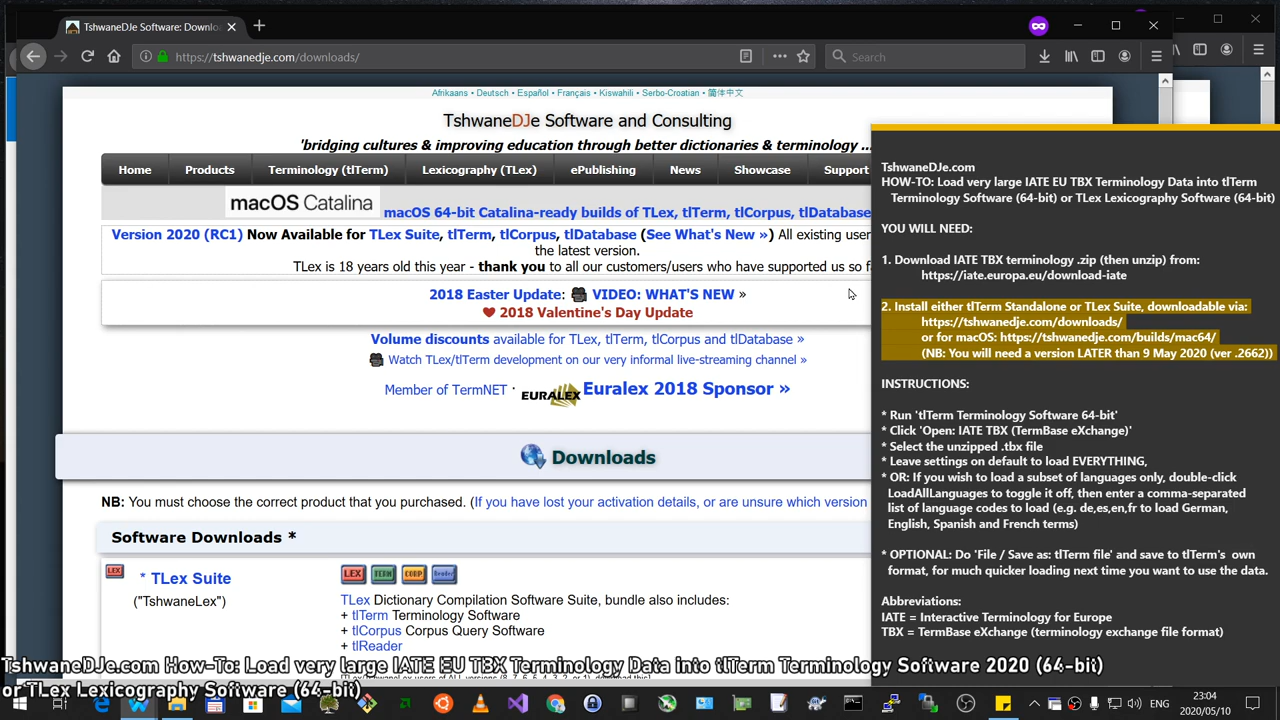 TshwaneDJe Software: Downlo
https://tshwanedje.com/downloads/
Search
Afrikaans • Deutsch • Español • Français • Kiswahili • Serbo-Croatian • 简体中文
TshwaneDJe Software and Consulting
'bridging cultures & improving education through better dictionaries & terminology ...
Home Products Terminology (tlTerm) Lexicography (TLex) ePublishing News Showcase Support
macOS Catalina macOS 64-bit Catalina-ready builds of TLex, tlTerm, tlCorpus, tlDatabase
Version 2020 (RC1) Now Available for TLex Suite, tlTerm, tlCorpus, tlDatabase (See What's New ») All existing user
the latest version.
TLex is 18 years old this year - thank you to all our customers/users who have supported us so fa
2018 Easter Update: VIDEO: WHAT'S NEW »
2018 Valentine's Day Update
Volume discounts available for TLex, tlTerm, tlCorpus and tlDatabase »
Watch TLex/tlTerm development on our very informal live-streaming channel »
Member of TermNET · EURALEX Euralex 2018 Sponsor »
Downloads
NB: You must choose the correct product that you purchased. (If you have lost your activation details, or are unsure which version
Software Downloads *
LEX * TLex Suite
("TshwaneLex")
LEX TERM CORP Reader
TLex Dictionary Compilation Software Suite, bundle also includes:
+ tlTerm Terminology Software
+ tlCorpus Corpus Query Software
+ tlReader
TshwaneDJe.com
HOW-TO: Load very large IATE EU TBX Terminology Data into tlTerm
Terminology Software (64-bit) or TLex Lexicography Software (64-bit)
YOU WILL NEED:
1. Download IATE TBX terminology .zip (then unzip) from:
https://iate.europa.eu/download-iate
2. Install either tlTerm Standalone or TLex Suite, downloadable via:
https://tshwanedje.com/downloads/
or for macOS: https://tshwanedje.com/builds/mac64/
(NB: You will need a version LATER than 9 May 2020 (ver .2662))
INSTRUCTIONS:
* Run 'tlTerm Terminology Software 64-bit'
* Click 'Open: IATE TBX (TermBase eXchange)'
* Select the unzipped .tbx file
* Leave settings on default to load EVERYTHING,
* OR: If you wish to load a subset of languages only, double-click
LoadAllLanguages to toggle it off, then enter a comma-separated
list of language codes to load (e.g. de,es,en,fr to load German,
English, Spanish and French terms)
* OPTIONAL: Do 'File / Save as: tlTerm file' and save to tlTerm's own
format, for much quicker loading next time you want to use the data.
Abbreviations:
IATE = Interactive Terminology for Europe
TBX = TermBase eXchange (terminology exchange file format)
TshwaneDJe.com How-To: Load very large IATE EU TBX Terminology Data into tlTerm Terminology Software 2020 (64-bit)
or TLex Lexicography Software (64-bit)
23:04
2020/05/10